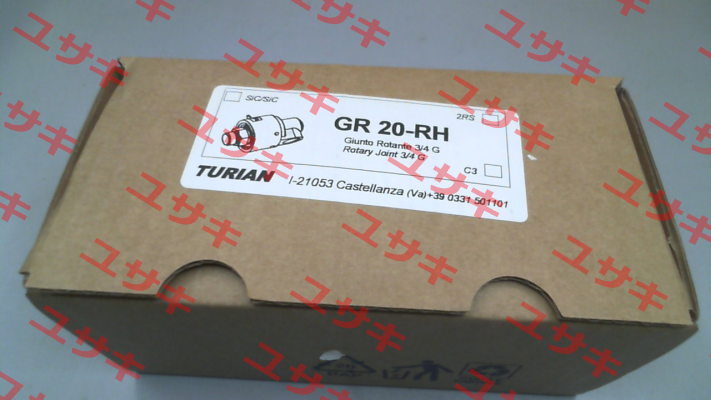 SiC/SiC
2RS
GR 20-RH
Giunto Rotante 3/4 G
Rotary Joint 3/4 G
C3
TURIAN I-21053 Castellanza (Va)+39 0331 501101
ユサキ